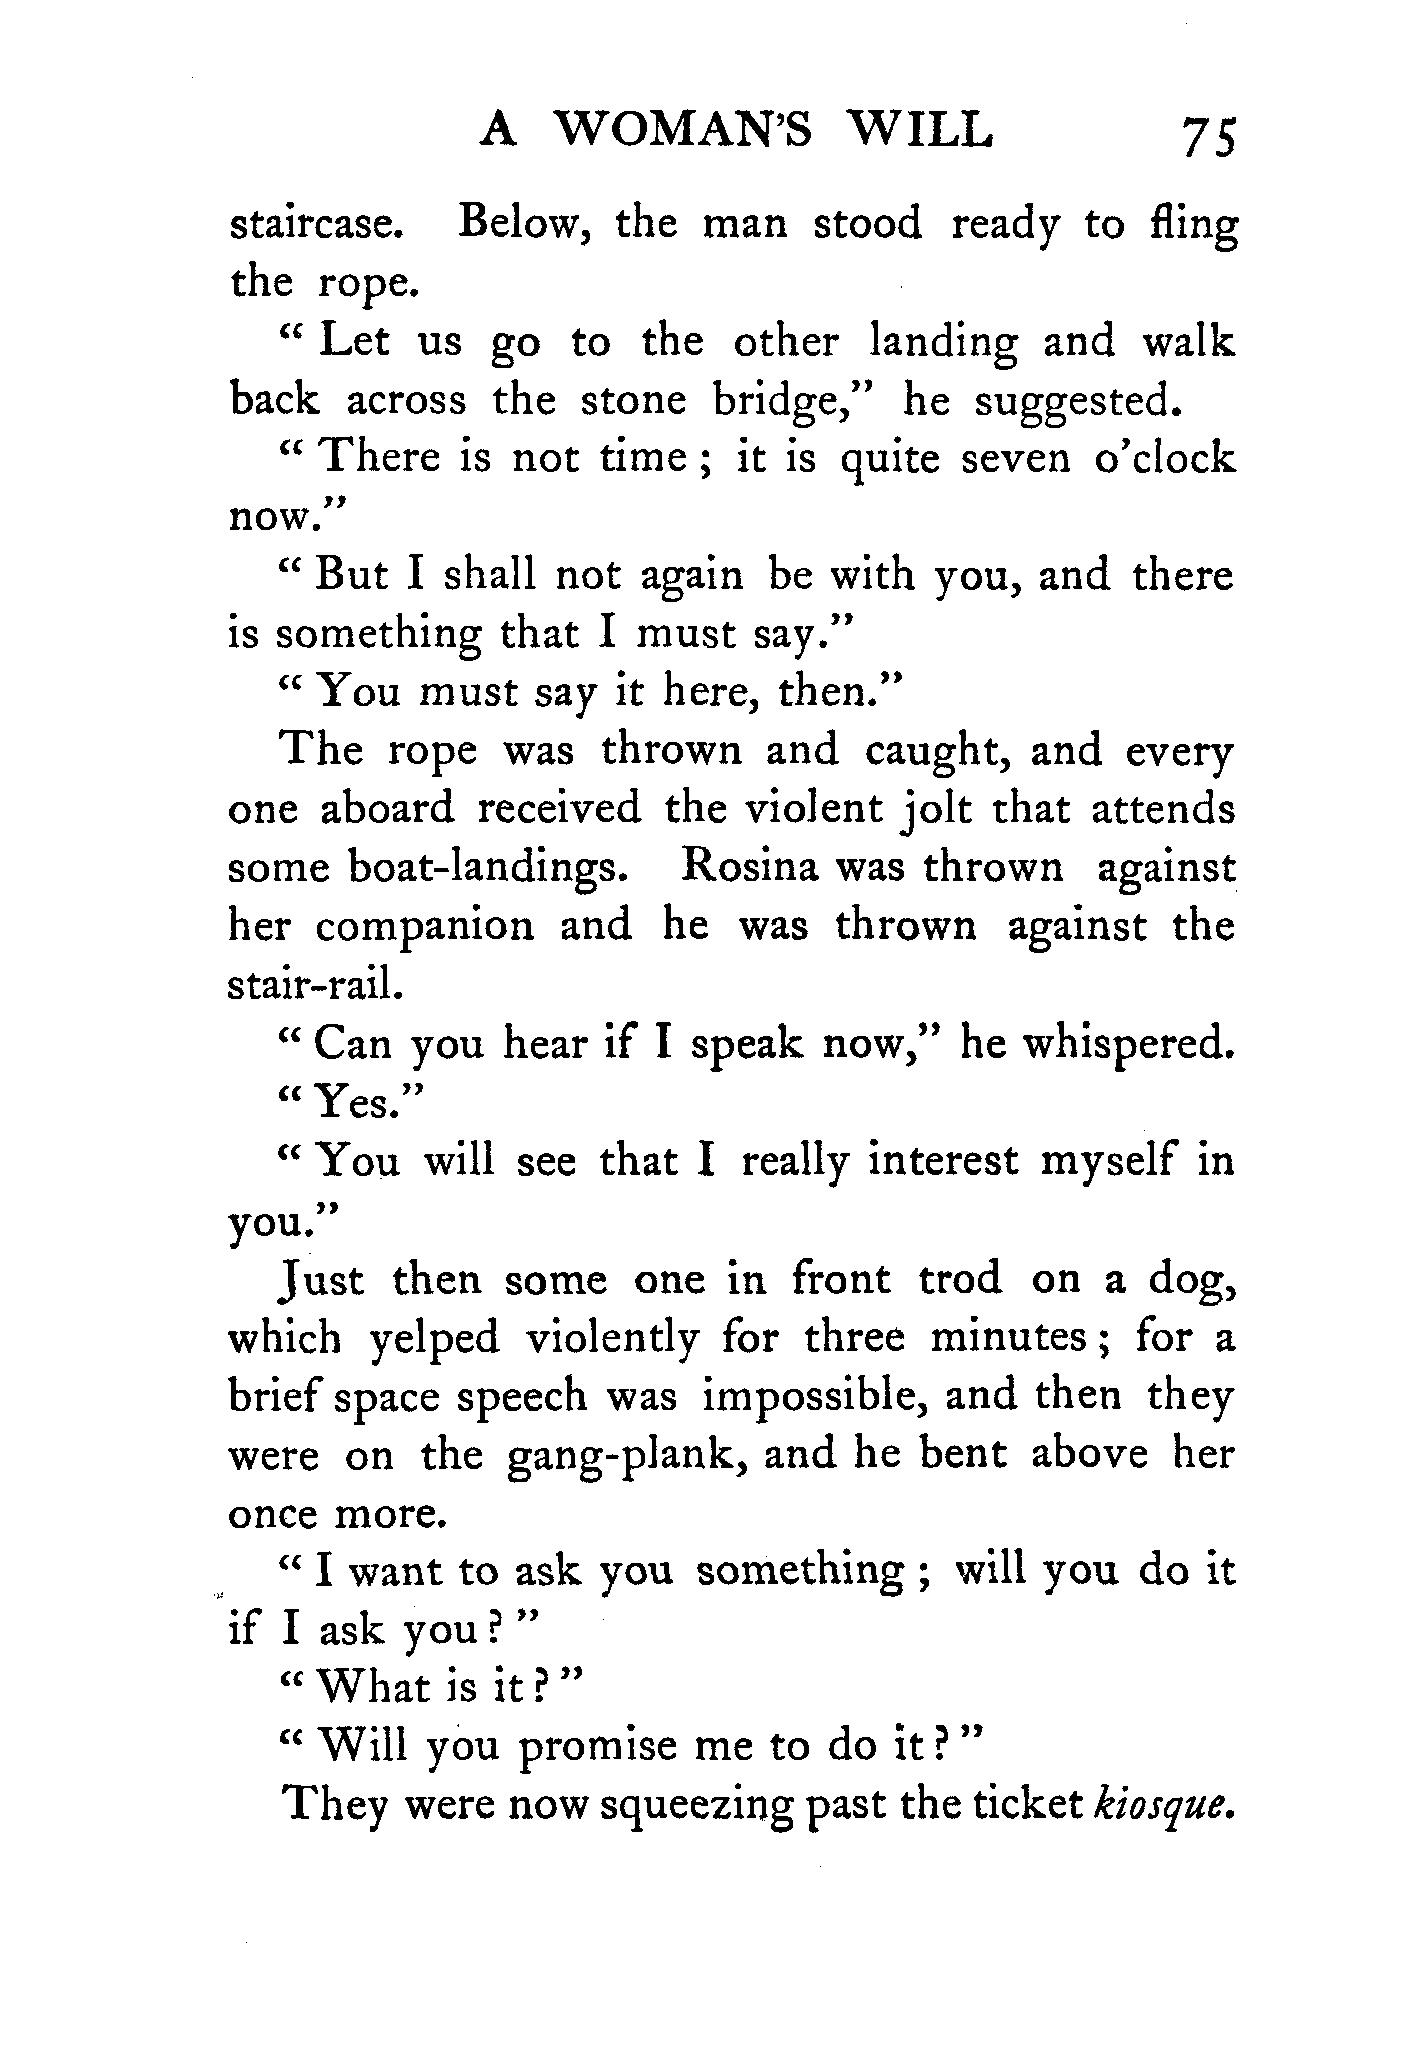 A WOMAN'S WILL 75
staircase. Below, the man stood ready to fling
the rope.
“ Let us go to the other landing and walk
back across the stone bridge,” he suggested.
“ There is not time ; it is quite seven o’clock
now.”
“ But I shall not again be with you, and there
is something that I must say.”
“ You must say it here, then.”
The rope was thrown and caught, and every
one aboard received the violent jolt that attends
some boat-landings. Rosina was thrown against
her companion and he was thrown against the
stair-rail.
“ Can you hear if I speak now,” he whispered.
“ Yes.”
“ You will see that I really interest myself in
you.”
Just then some one in front trod on a dog,
which yelped violently for three minutes ; for a
brief space speech was impossible, and then they
were on the gang-plank, and he bent above her
once more.
“ I want to ask you something ; will you do it
if I ask you ? ”
“ What is it ? ”
“ Will you promise me to do it ? ”
They were now squeezing past the ticket kiosque.